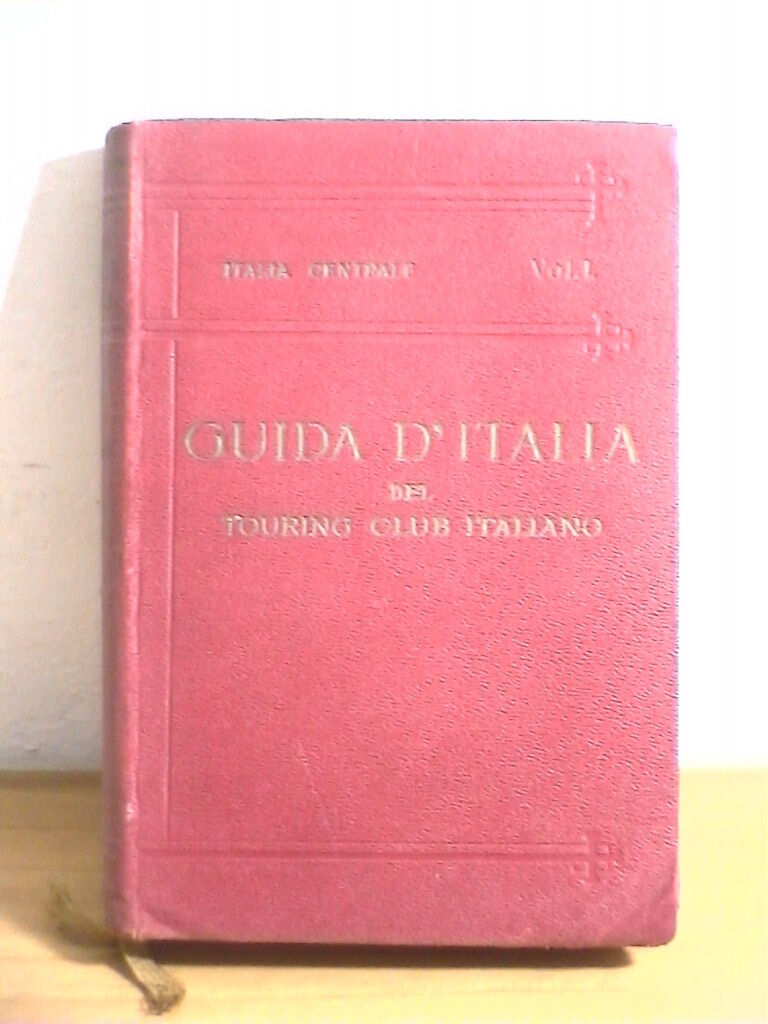 ITALIA CENTRALE VOL. I.
GUIDA D'ITALIA
DEL
TOURING CLUB ITALIANO